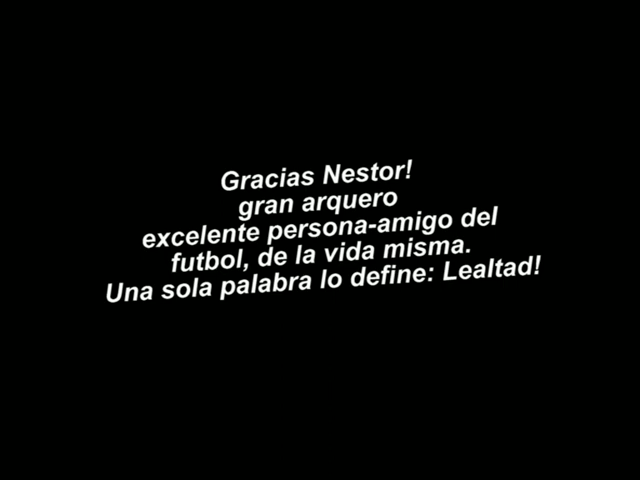 Gracias Nestor!
gran arquero
excelente persona-amigo del
futbol, de la vida misma.
Una sola palabra lo define: Lealtad!